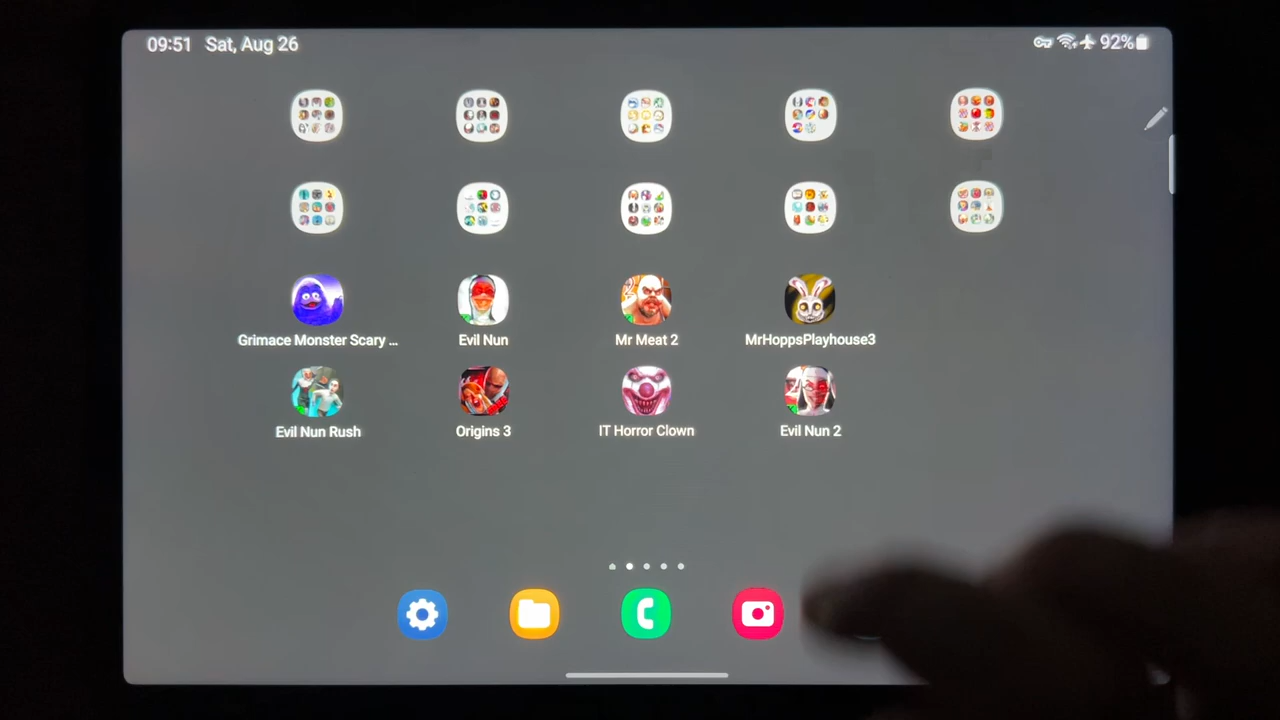 09:51 Sat, Aug 26
92%
Grimace Monster Scary ...
Evil Nun
Mr Meat 2
MrHoppsPlayhouse3
Evil Nun Rush
Origins 3
IT Horror Clown
Evil Nun 2